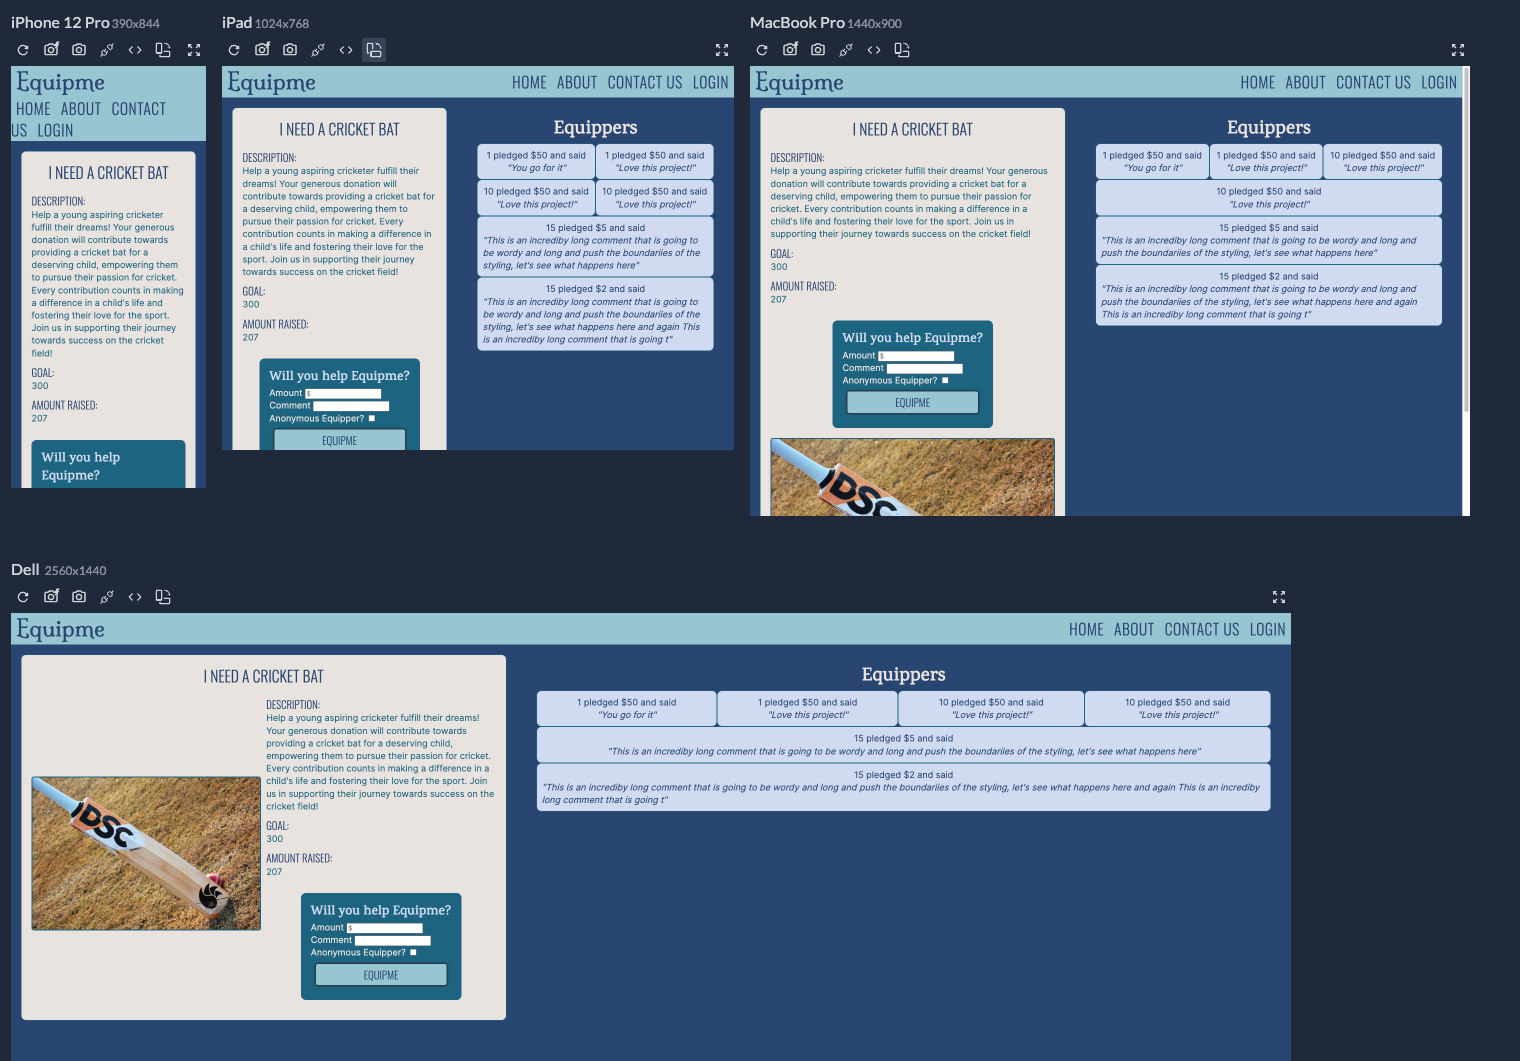 iPhone 12 Pro 390x844
Equipme
HOME ABOUT CONTACT
US LOGIN
I NEED A CRICKET BAT
DESCRIPTION:
Help a young aspiring cricketer
fulfill their dreams! Your generous
donation will contribute towards
providing a cricket bat for a
deserving child, empowering them
to pursue their passion for cricket.
Every contribution counts in making
a difference in a child's life and
fostering their love for the sport.
Join us in supporting their journey
towards success on the cricket
field!
GOAL:
300
AMOUNT RAISED:
207
Will you help
Equipme?
iPad 1024x768
Equipme
HOME ABOUT CONTACT US LOGIN
I NEED A CRICKET BAT
DESCRIPTION:
Help a young aspiring cricketer fulfill their
dreams! Your generous donation will
contribute towards providing a cricket bat for
a deserving child, empowering them to
pursue their passion for cricket. Every
contribution counts in making a difference in
a child's life and fostering their love for the
sport. Join us in supporting their journey
towards success on the cricket field!
GOAL:
300
AMOUNT RAISED:
207
Will you help Equipme?
Amount $
Comment
Anonymous Equipper?
EQUIPME
Equippers
1 pledged $50 and said
"You go for it"
1 pledged $50 and said
"Love this project!"
10 pledged $50 and said
"Love this project!"
10 pledged $50 and said
"Love this project!"
15 pledged $5 and said
"This is an incrediby long comment that is going to
be wordy and long and push the boundariies of the
styling, let's see what happens here"
15 pledged $2 and said
"This is an incrediby long comment that is going to
be wordy and long and push the boundariies of the
styling, let's see what happens here and again This
is an incrediby long comment that is going t"
MacBook Pro 1440x900
Equipme
HOME ABOUT CONTACT US LOGIN
I NEED A CRICKET BAT
DESCRIPTION:
Help a young aspiring cricketer fulfill their dreams! Your generous
donation will contribute towards providing a cricket bat for a
deserving child, empowering them to pursue their passion for
cricket. Every contribution counts in making a difference in a
child's life and fostering their love for the sport. Join us in
supporting their journey towards success on the cricket field!
GOAL:
300
AMOUNT RAISED:
207
Will you help Equipme?
Amount $
Comment
Anonymous Equipper?
EQUIPME
DSC
Equippers
1 pledged $50 and said
"You go for it"
1 pledged $50 and said
"Love this project!"
10 pledged $50 and said
"Love this project!"
10 pledged $50 and said
"Love this project!"
15 pledged $5 and said
"This is an incrediby long comment that is going to be wordy and long and
push the boundariies of the styling, let's see what happens here"
15 pledged $2 and said
"This is an incrediby long comment that is going to be wordy and long and
push the boundariies of the styling, let's see what happens here and again
This is an incrediby long comment that is going t"
Dell 2560x1440
Equipme
HOME ABOUT CONTACT US LOGIN
I NEED A CRICKET BAT
DSC
DESCRIPTION:
Help a young aspiring cricketer fulfill their dreams!
Your generous donation will contribute towards
providing a cricket bat for a deserving child,
empowering them to pursue their passion for cricket.
Every contribution counts in making a difference in a
child's life and fostering their love for the sport. Join
us in supporting their journey towards success on the
cricket field!
GOAL:
300
AMOUNT RAISED:
207
Will you help Equipme?
Amount $
Comment
Anonymous Equipper?
EQUIPME
Equippers
1 pledged $50 and said
"You go for it"
1 pledged $50 and said
"Love this project!"
10 pledged $50 and said
"Love this project!"
10 pledged $50 and said
"Love this project!"
15 pledged $5 and said
"This is an incrediby long comment that is going to be wordy and long and push the boundariies of the styling, let's see what happens here"
15 pledged $2 and said
"This is an incrediby long comment that is going to be wordy and long and push the boundariies of the styling, let's see what happens here and again This is an incrediby
long comment that is going t"